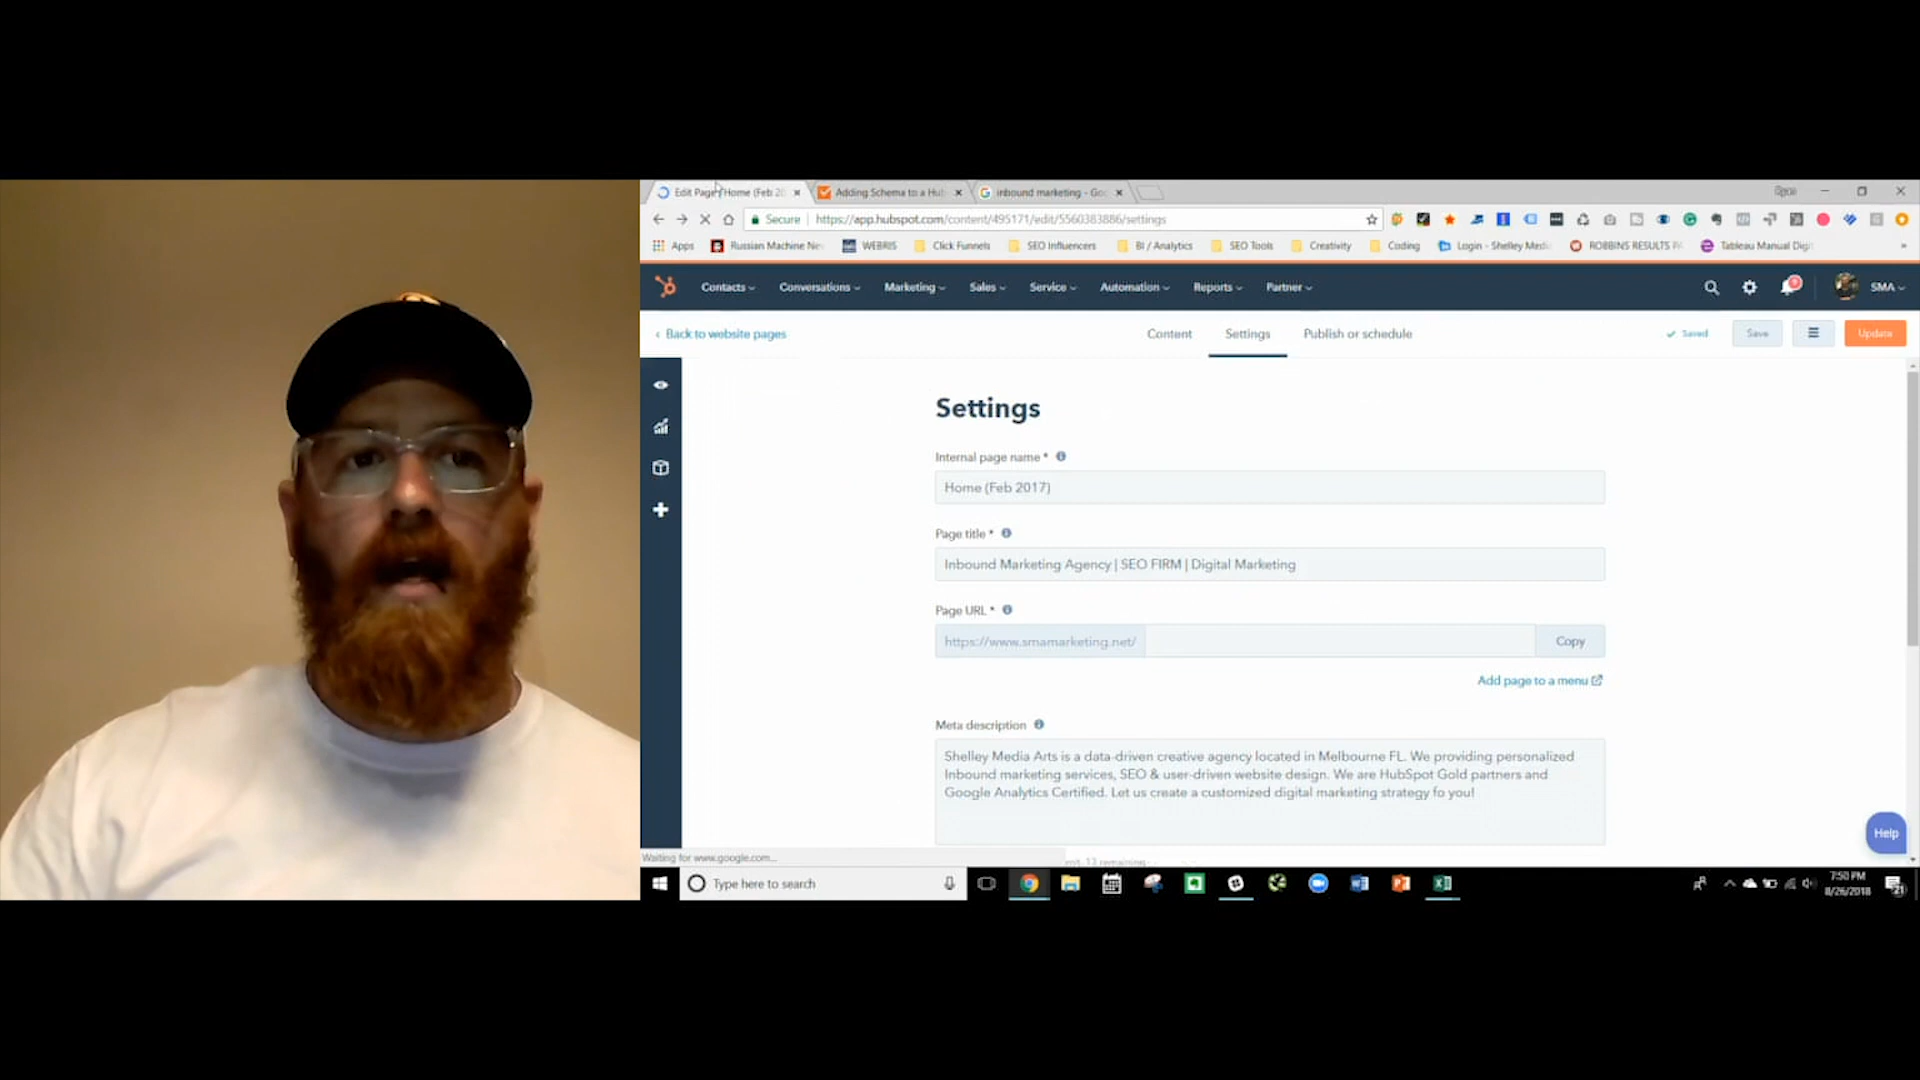 Edit Page: Home (Feb 20
Adding Schema to a Hub
inbound marketing - Goo
Secure
https://app.hubspot.com/content/495171/edit/5560383886/settings
Apps
Russian Machine Nev
WEBRIS
Click Funnels
SEO Influencers
BI / Analytics
SEO Tools
Creativity
Coding
Login - Shelley Medi
ROBBINS RESULTS PA
Tableau Manual Digi
»
Contacts
Conversations
Marketing
Sales
Service
Automation
Reports
Partner
SMA
Back to website pages
Content
Settings
Publish or schedule
Saved
Save
Update
Settings
Internal page name *
Home (Feb 2017)
Page title *
Inbound Marketing Agency | SEO FIRM | Digital Marketing
Page URL *
https://www.smamarketing.net/
Copy
Add page to a menu
Meta description
Shelley Media Arts is a data-driven creative agency located in Melbourne FL. We providing personalized
Inbound marketing services, SEO & user-driven website design. We are HubSpot Gold partners and
Google Analytics Certified. Let us create a customized digital marketing strategy fo you!
Help
Waiting for www.google.com...
13 remaining
Type here to search
7:50 PM
8/26/2018
21